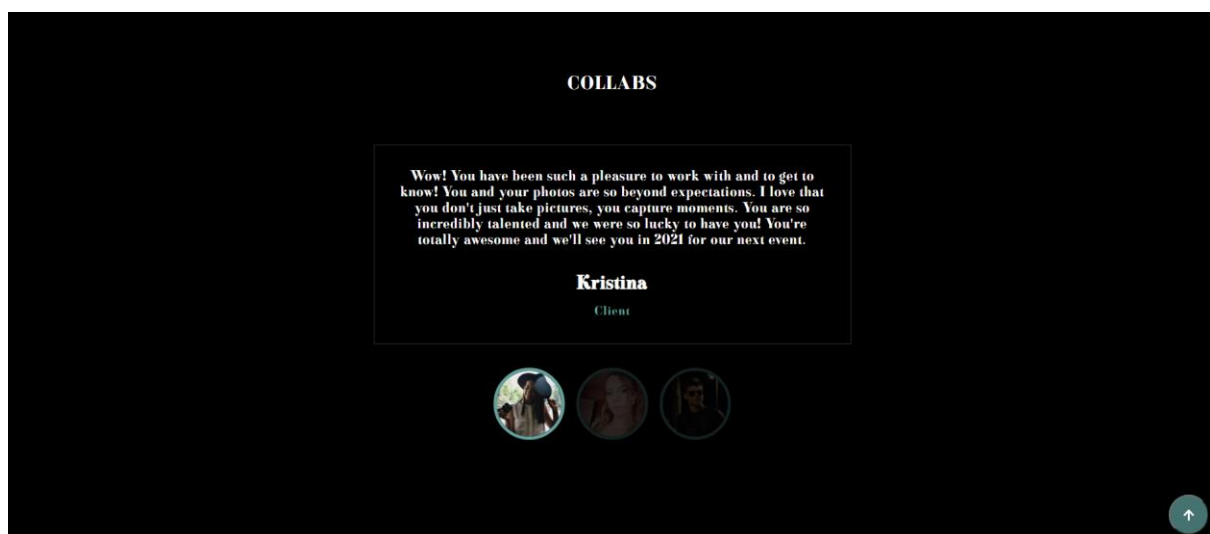 COLLABS
Wow! You have been such a pleasure to work with and to get to
know! You and your photos are so beyond expectations. I love that
you don't just take pictures, you capture moments. You are so
incredibly talented and we were so lucky to have you! You're
totally awesome and we'll see you in 2021 for our next event.
Kristina
Client